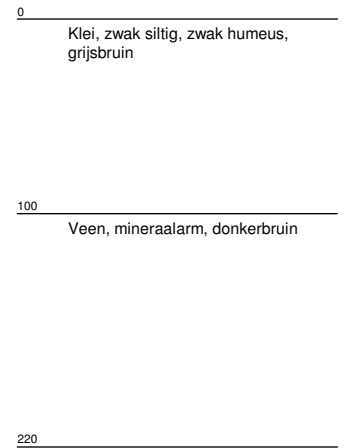 0
Klei, zwak siltig, zwak humeus,
grijsbruin
100
Veen, mineraalarm, donkerbruin
220